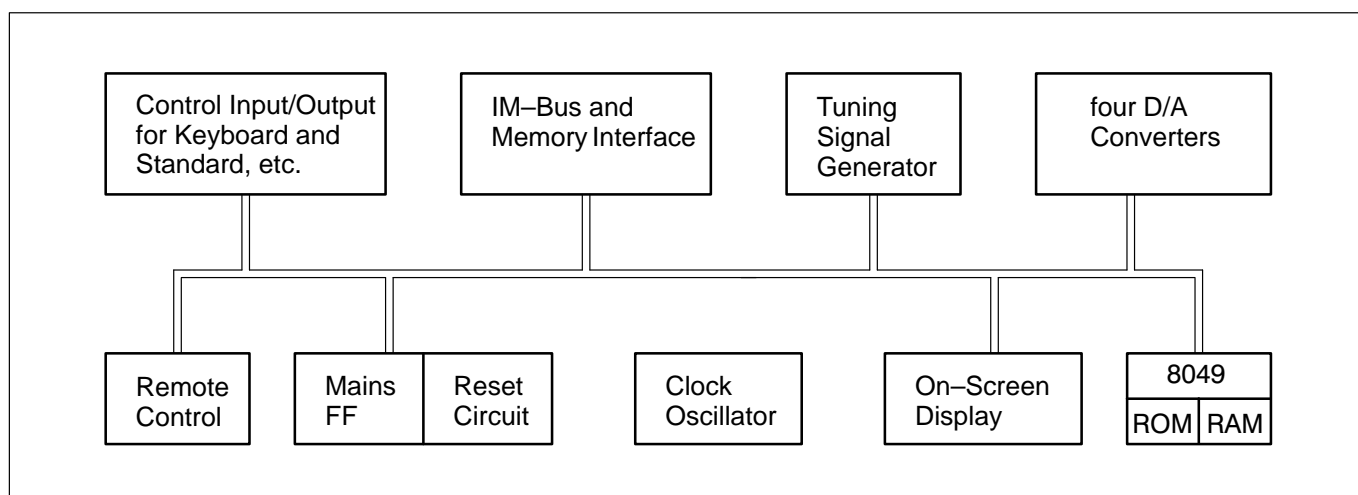 Control Input/Output
for Keyboard and
Standard, etc.
IM–Bus and
Memory Interface
Tuning
Signal
Generator
four D/A
Converters
Remote
Control
Mains
FF
Reset
Circuit
Clock
Oscillator
On–Screen
Display
8049
ROM
RAM